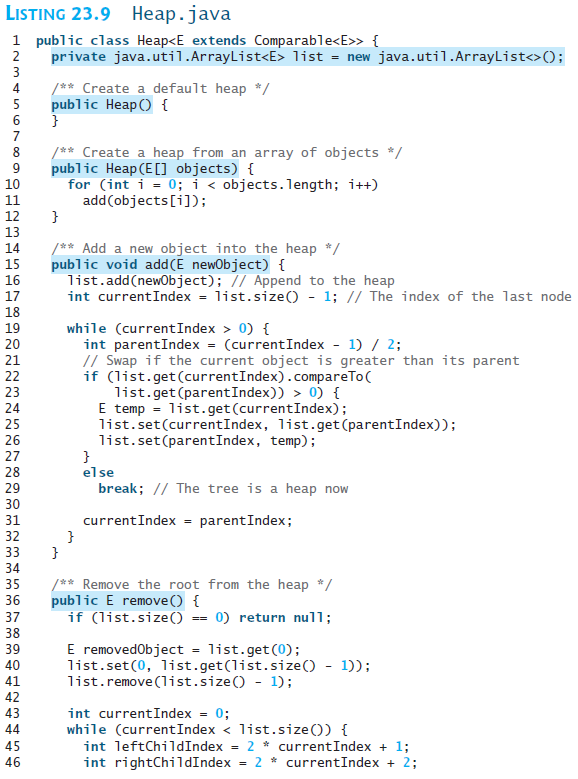 LISTING 23.9 Heap.java
1 public class Heap<E extends Comparable<E>> {
2   private java.util.ArrayList<E> list = new java.util.ArrayList<>();
3
4   /** Create a default heap */
5   public Heap() {
6   }
7
8   /** Create a heap from an array of objects */
9   public Heap(E[] objects) {
10     for (int i = 0; i < objects.length; i++)
11       add(objects[i]);
12   }
13
14   /** Add a new object into the heap */
15   public void add(E newObject) {
16     list.add(newObject); // Append to the heap
17     int currentIndex = list.size() - 1; // The index of the last node
18
19     while (currentIndex > 0) {
20       int parentIndex = (currentIndex - 1) / 2;
21       // Swap if the current object is greater than its parent
22       if (list.get(currentIndex).compareTo(
23           list.get(parentIndex)) > 0) {
24         E temp = list.get(currentIndex);
25         list.set(currentIndex, list.get(parentIndex));
26         list.set(parentIndex, temp);
27       }
28       else
29         break; // The tree is a heap now
30
31       currentIndex = parentIndex;
32     }
33   }
34
35   /** Remove the root from the heap */
36   public E remove() {
37     if (list.size() == 0) return null;
38
39     E removedObject = list.get(0);
40     list.set(0, list.get(list.size() - 1));
41     list.remove(list.size() - 1);
42
43     int currentIndex = 0;
44     while (currentIndex < list.size()) {
45       int leftChildIndex = 2 * currentIndex + 1;
46       int rightChildIndex = 2 * currentIndex + 2;